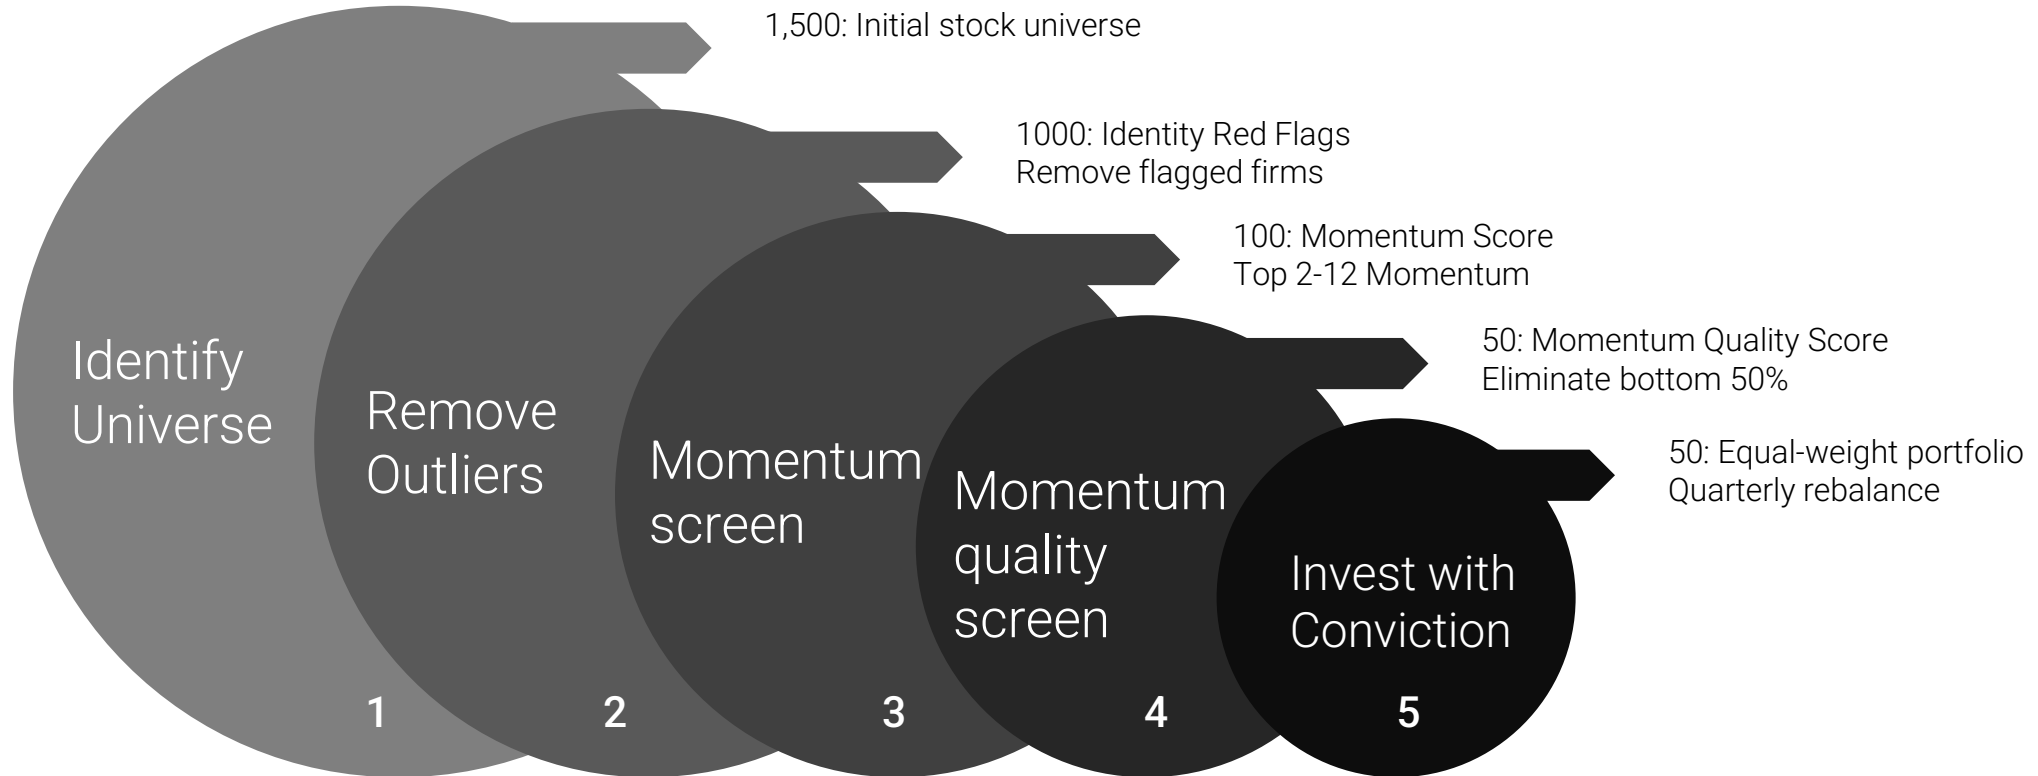 1,500: Initial stock universe
1000: Identity Red Flags
Remove flagged firms
100: Momentum Score
Top 2-12 Momentum
50: Momentum Quality Score
Eliminate bottom 50%
50: Equal-weight portfolio
Quarterly rebalance
Identify
Universe
1
Remove
Outliers
2
Momentum
screen
3
Momentum
quality
screen
4
Invest with
Conviction
5